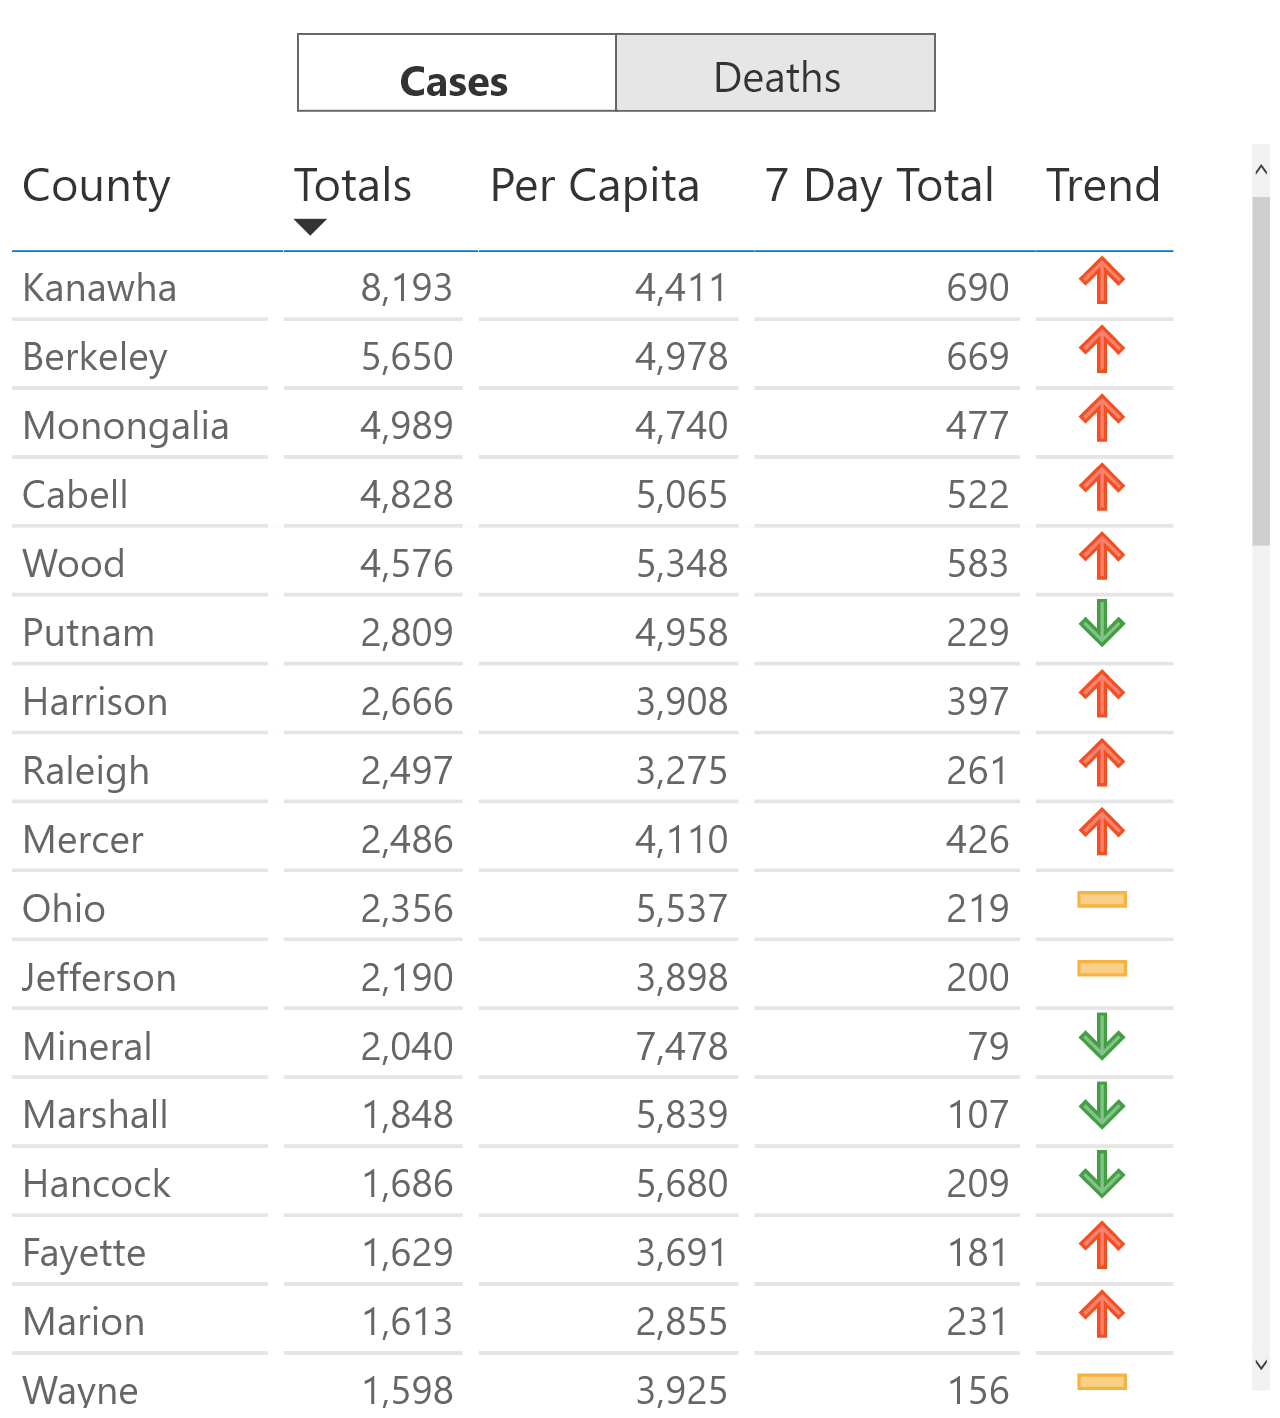 Cases Deaths
County Totals Per Capita 7 Day Total Trend
Kanawha 8,193 4,411 690
Berkeley 5,650 4,978 669
Monongalia 4,989 4,740 477
Cabell 4,828 5,065 522
Wood 4,576 5,348 583
Putnam 2,809 4,958 229
Harrison 2,666 3,908 397
Raleigh 2,497 3,275 261
Mercer 2,486 4,110 426
Ohio 2,356 5,537 219
Jefferson 2,190 3,898 200
Mineral 2,040 7,478 79
Marshall 1,848 5,839 107
Hancock 1,686 5,680 209
Fayette 1,629 3,691 181
Marion 1,613 2,855 231
Wayne 1,598 3,925 156